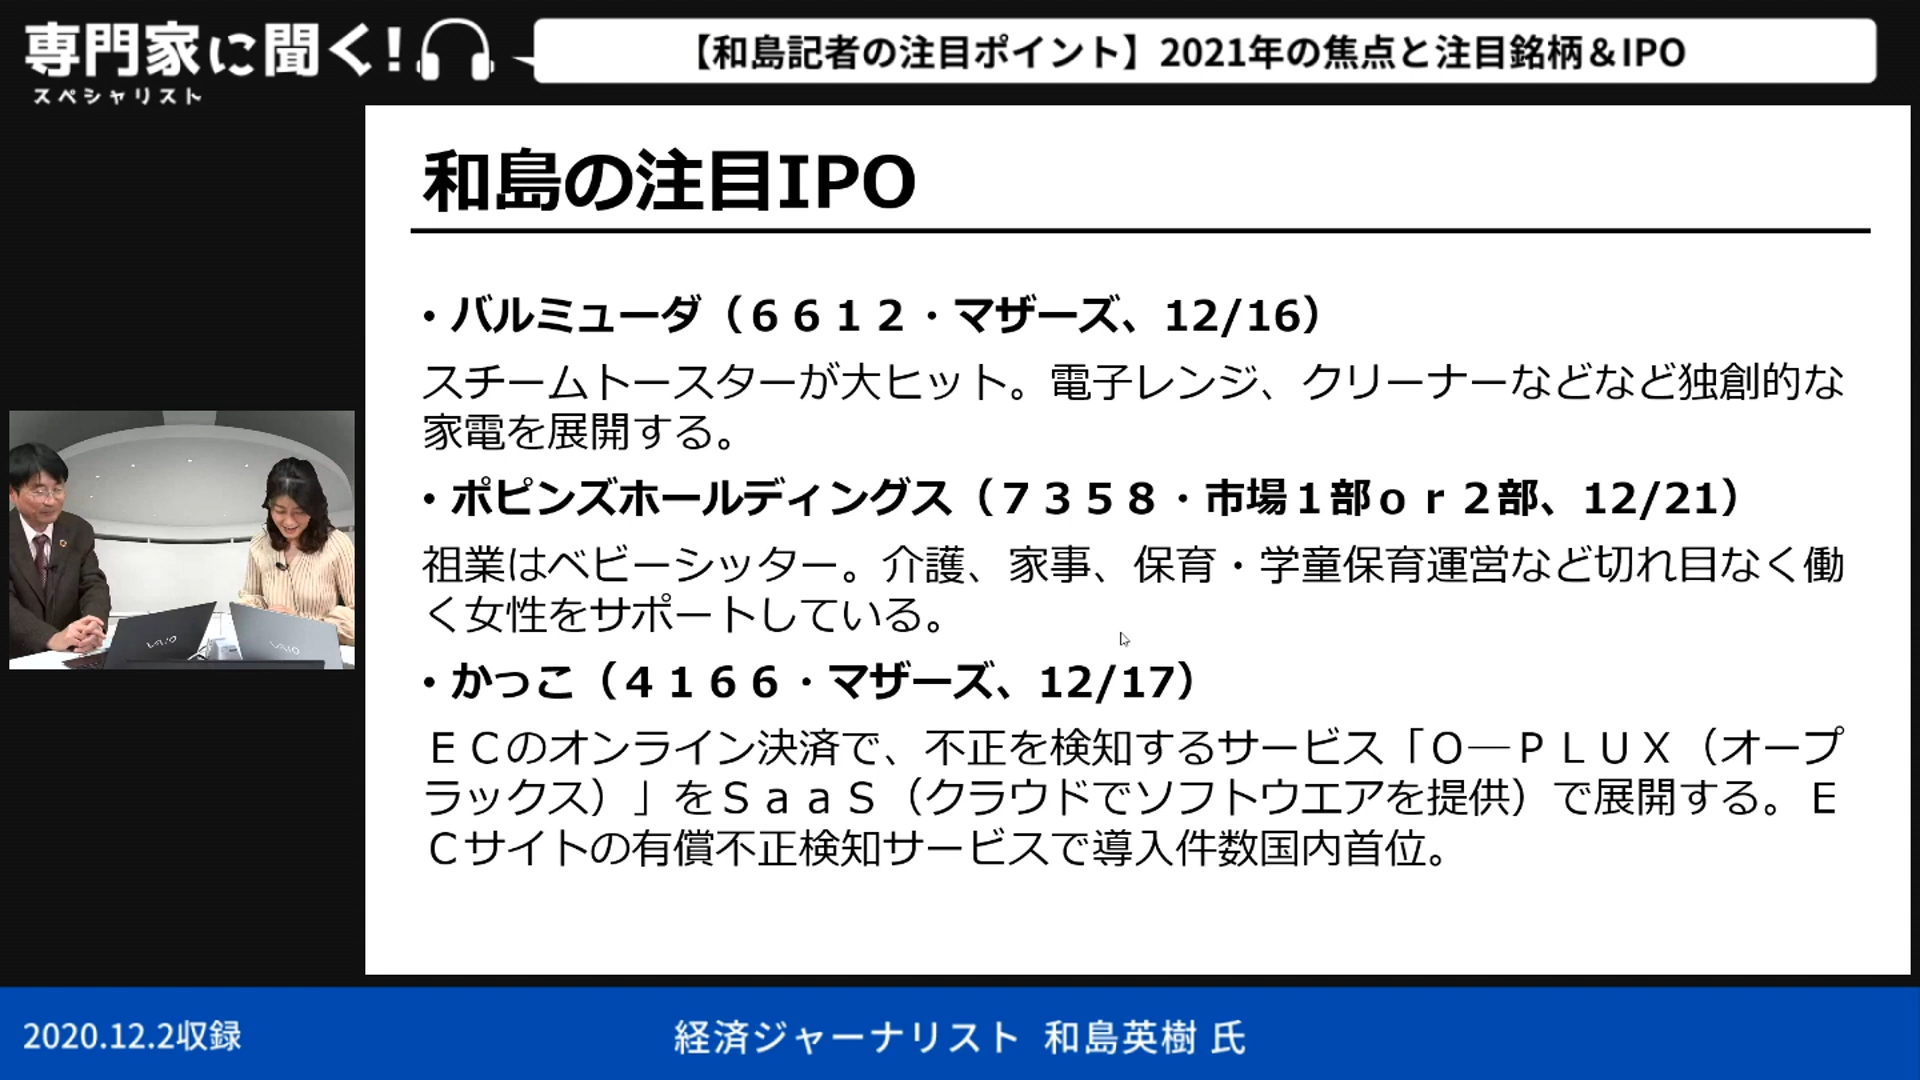 専門家に聞く!
スペシャリスト
【和島記者の注目ポイント】2021年の焦点と注目銘柄＆IPO
和島の注目IPO
・バルミューダ（６６１２・マザーズ、12/16）
スチームトースターが大ヒット。電子レンジ、クリーナーなどなど独創的な
家電を展開する。
・ポピンズホールディングス（７３５８・市場１部ｏｒ２部、12/21）
祖業はベビーシッター。介護、家事、保育・学童保育運営など切れ目なく働
く女性をサポートしている。
・かっこ（４１６６・マザーズ、12/17）
ＥＣのオンライン決済で、不正を検知するサービス「Ｏ―ＰＬＵＸ（オープ
ラックス）」をＳａａＳ（クラウドでソフトウエアを提供）で展開する。Ｅ
Ｃサイトの有償不正検知サービスで導入件数国内首位。
VAIO
VAIO
2020.12.2収録
経済ジャーナリスト 和島英樹 氏